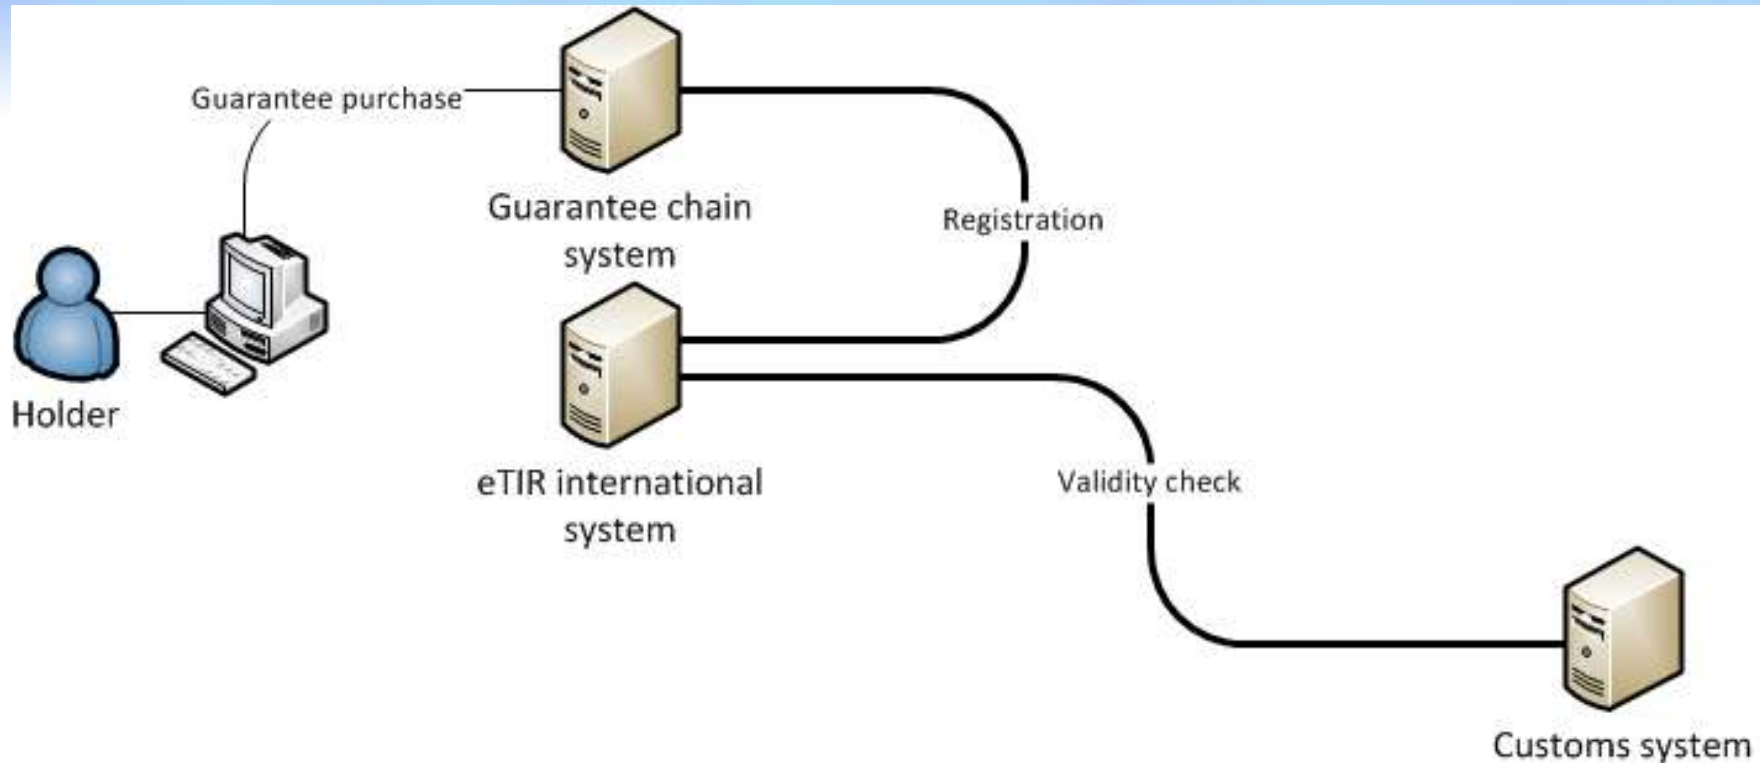 Guarantee purchase
Guarantee chain
system
Registration
Holder
eTIR international
system
Validity check
Customs system